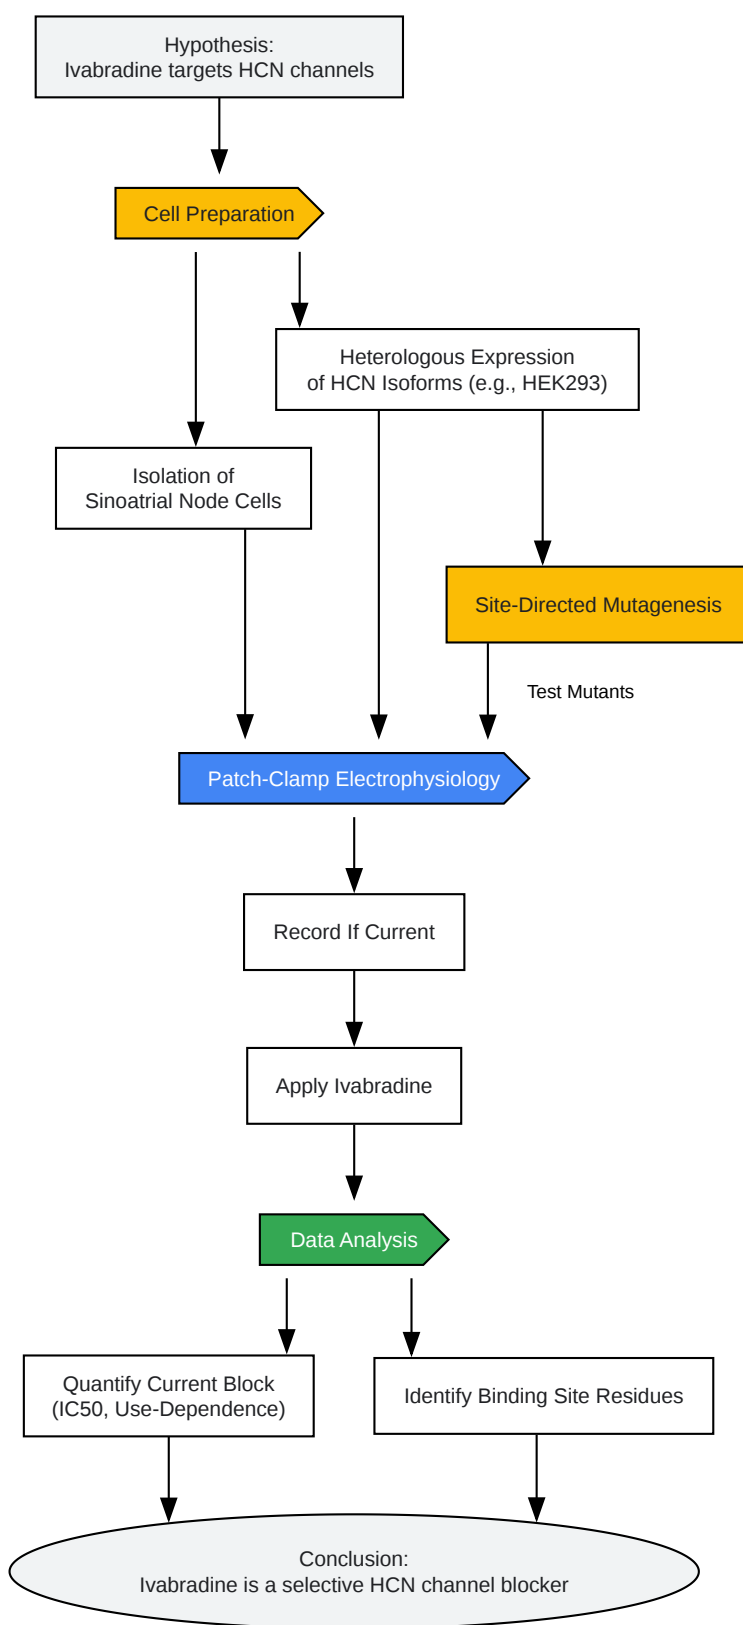 Hypothesis:
Ivabradine targets HCN channels
Cell Preparation
Heterologous Expression
of HCN Isoforms (e.g., HEK293)
Isolation of
Sinoatrial Node Cells
Site-Directed Mutagenesis
Test Mutants
Patch-Clamp Electrophysiology
Record If Current
Apply Ivabradine
Data Analysis
Quantify Current Block
(IC50, Use-Dependence)
Identify Binding Site Residues
Conclusion:
Ivabradine is a selective HCN channel blocker